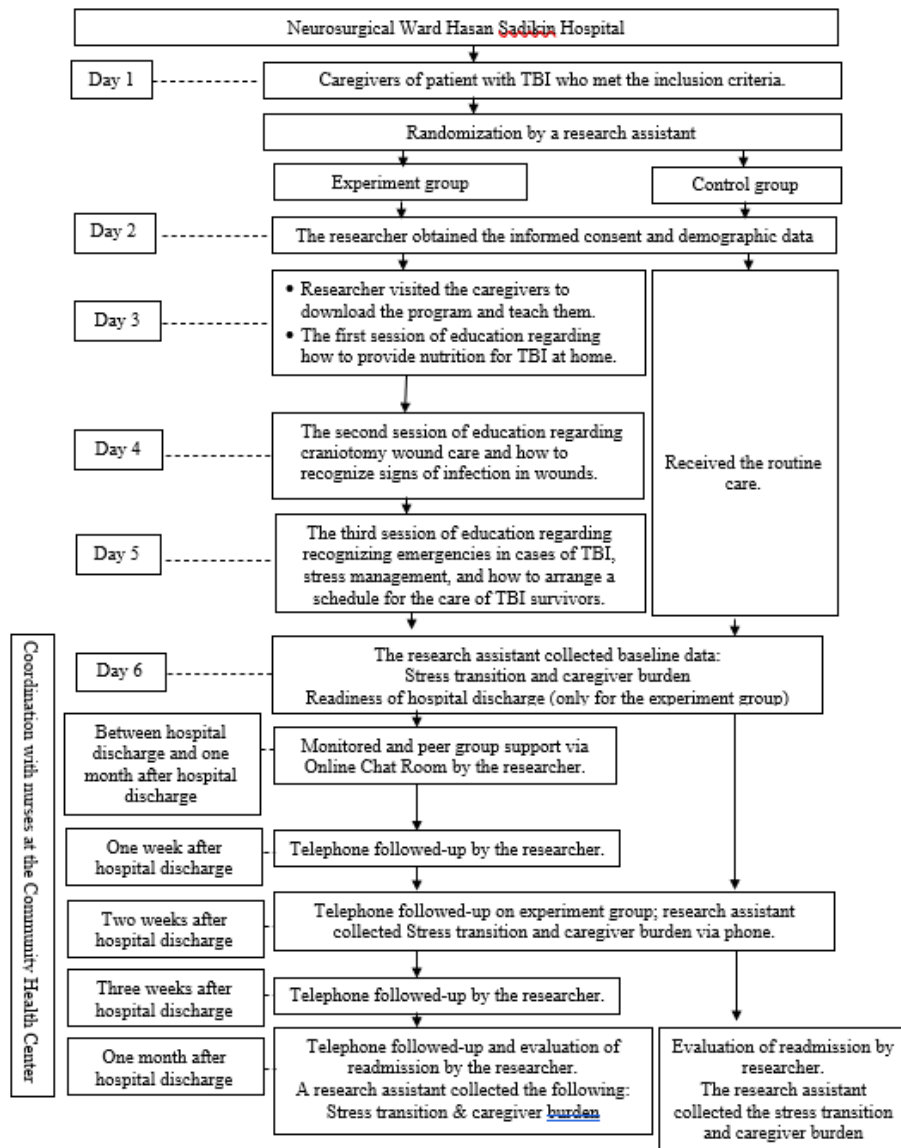 Neurosurgical Ward Hasan Sadikin Hospital
Day 1
Caregivers of patient with TBI who met the inclusion criteria.
Randomization by a research assistant
Experiment group
Control group
Day 2
The researcher obtained the informed consent and demographic data
Day 3
• Researcher visited the caregivers to
download the program and teach them.
• The first session of education regarding
how to provide nutrition for TBI at home.
Day 4
The second session of education regarding
craniotomy wound care and how to
recognize signs of infection in wounds.
Received the routine
care.
Day 5
The third session of education regarding
recognizing emergencies in cases of TBI,
stress management, and how to arrange a
schedule for the care of TBI survivors.
Coordination with nurses at the Community Health Center
Day 6
The research assistant collected baseline data:
Stress transition and caregiver burden
Readiness of hospital discharge (only for the experiment group)
Between hospital
discharge and one
month after hospital
discharge
Monitored and peer group support via
Online Chat Room by the researcher.
One week after
hospital discharge
Telephone followed-up by the researcher.
Two weeks after
hospital discharge
Telephone followed-up on experiment group; research assistant
collected Stress transition and caregiver burden via phone.
Three weeks after
hospital discharge
Telephone followed-up by the researcher.
One month after
hospital discharge
Telephone followed-up and evaluation of
readmission by the researcher.
A research assistant collected the following:
Stress transition & caregiver burden
Evaluation of readmission by
researcher.
The research assistant
collected the stress transition
and caregiver burden